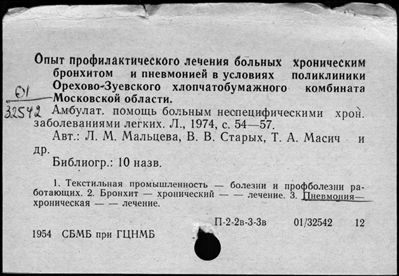 Опыт профилактического лечения больных хроническим
бронхитом и пневмонией в условиях поликлиники
Орехово-Зуевского хлопчатобумажного комбината
Московской области.
32542
Амбулат. помощь больным неспецифическими хрон.
заболеваниями легких. Л., 1974, с. 54—57.
Авт.: Л. М. Мальцева, В. В. Старых, Т. А. Масич и
др.
Библиогр.: 10 назв.
1. Текстильная промышленность — болезни и профболезни ра-
ботающих. 2. Бронхит — хронический — — лечение. 3. Пневмония—
хроническая — — лечение.
П-2-2в-3-3в 01/32542 12
1954 СБМБ при ГЦНМБ